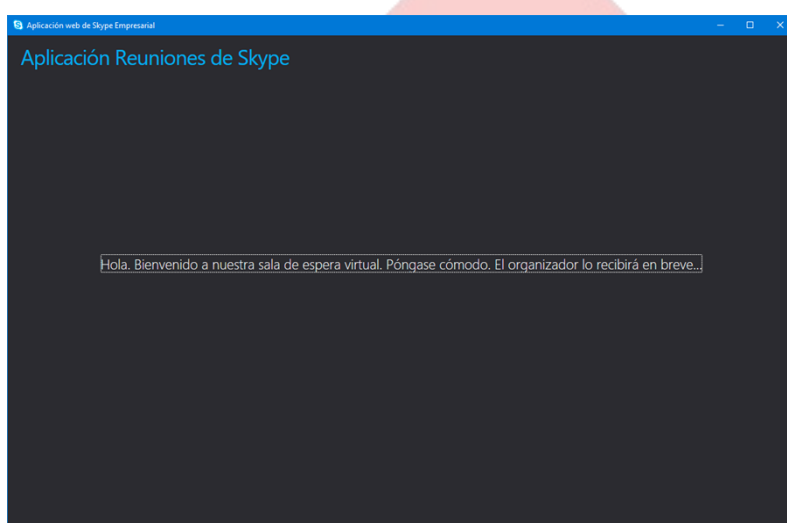 Aplicación web de Skype Empresarial
Aplicación Reuniones de Skype
Hola. Bienvenido a nuestra sala de espera virtual. Póngase cómodo. El organizador lo recibirá en breve...